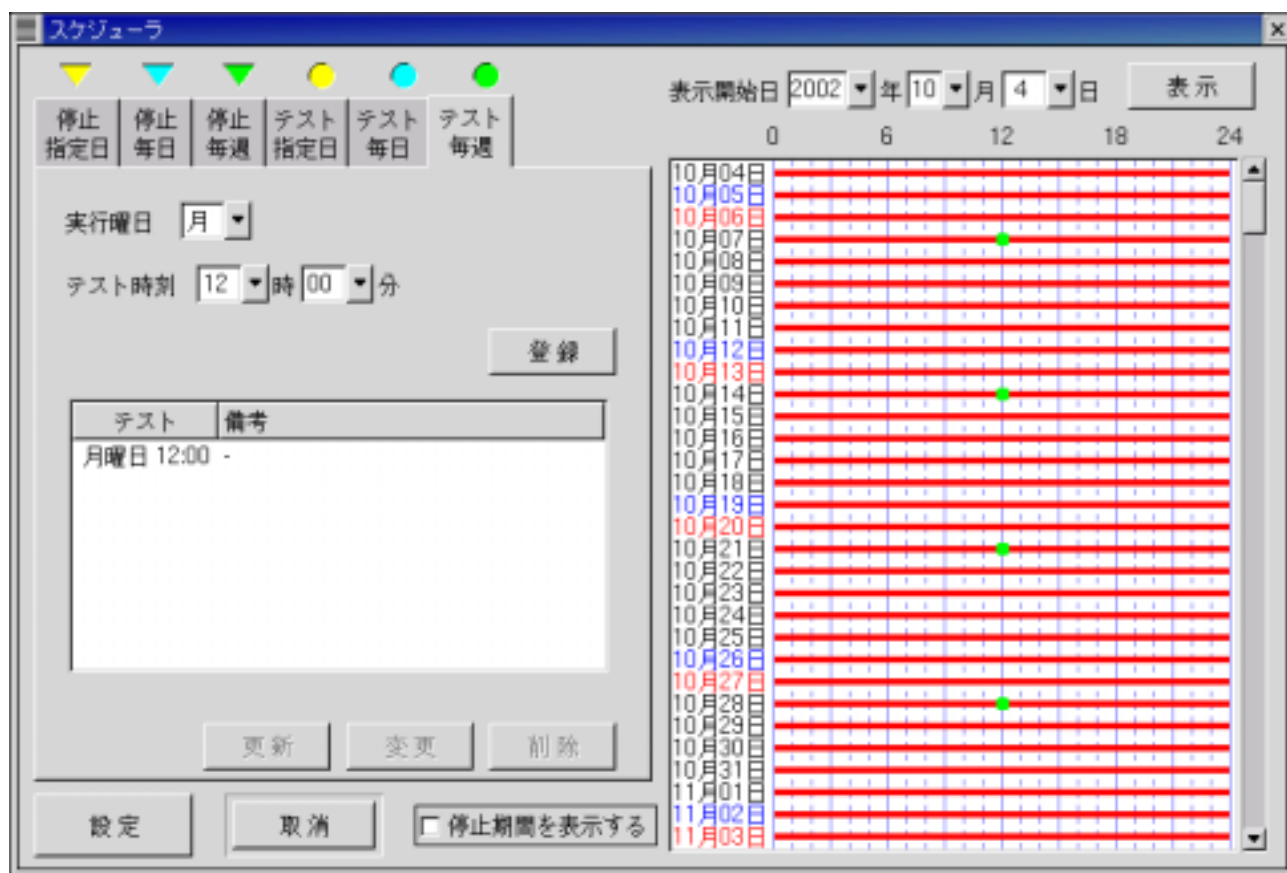 スケジューラ
停止 指定日
停止 毎日
停止 毎週
テスト 指定日
テスト 毎日
テスト 毎週
実行曜日 月
テスト時刻 12 時 00 分
登録
テスト 備考
月曜日 12:00 -
更新 変更 削除
設定 取消 停止期間を表示する
表示開始日 2002 年 10 月 4 日 表示
0 6 12 18 24
10月04日
10月05日
10月06日
10月07日
10月08日
10月09日
10月10日
10月11日
10月12日
10月13日
10月14日
10月15日
10月16日
10月17日
10月18日
10月19日
10月20日
10月21日
10月22日
10月23日
10月24日
10月25日
10月26日
10月27日
10月28日
10月29日
10月30日
10月31日
11月01日
11月02日
11月03日